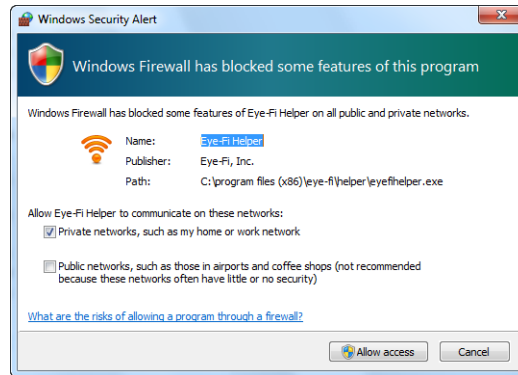 Windows Security Alert
Windows Firewall has blocked some features of this program
Windows Firewall has blocked some features of Eye-Fi Helper on all public and private networks.
Name: Eye-Fi Helper
Publisher: Eye-Fi, Inc.
Path: C:\program files (x86)\eye-fi\helper\eyefihelper.exe
Allow Eye-Fi Helper to communicate on these networks:
Private networks, such as my home or work network
Public networks, such as those in airports and coffee shops (not recommended
because these networks often have little or no security)
What are the risks of allowing a program through a firewall?
Allow access Cancel